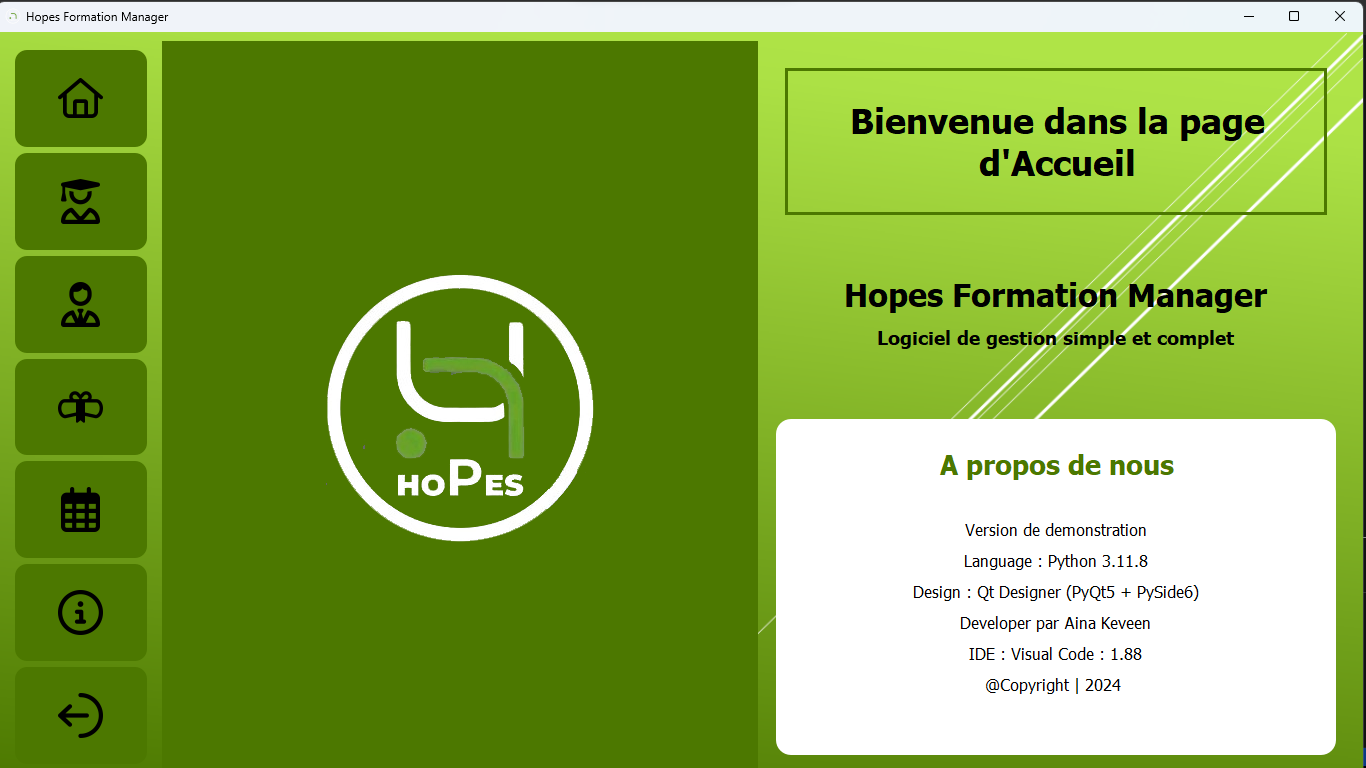 Hopes Formation Manager
HOPES
Bienvenue dans la page
d'Accueil
Hopes Formation Manager
Logiciel de gestion simple et complet
A propos de nous
Version de demonstration
Language : Python 3.11.8
Design : Qt Designer (PyQt5 + PySide6)
Developer par Aina Keveen
IDE : Visual Code : 1.88
@Copyright | 2024